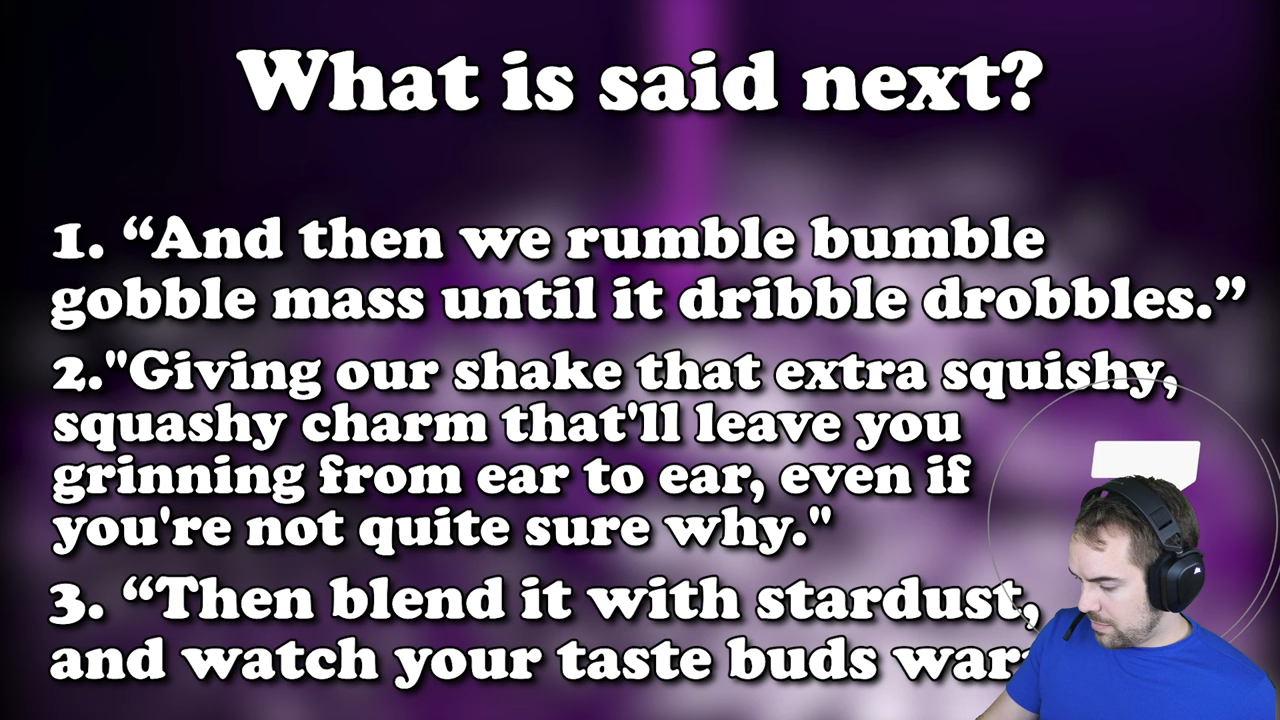 What is said next?
1. “And then we rumble bumble
gobble mass until it dribble drobbles.”
2."Giving our shake that extra squishy,
squashy charm that'll leave you
grinning from ear to ear, even if
you're not quite sure why."
3. “Then blend it with stardust,
and watch your taste buds